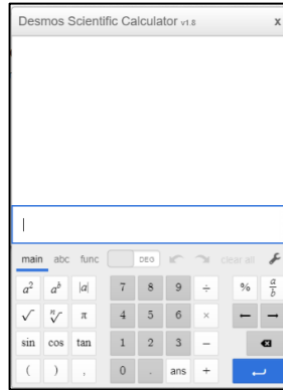 Desmos Scientific Calculator v1.8 x
main abc func DEG clear all
a² aᵇ |a| 7 8 9 ÷ % a/b
√ ⁿ√ π 4 5 6 × ← →
sin cos tan 1 2 3 −
( ) , 0 . ans +